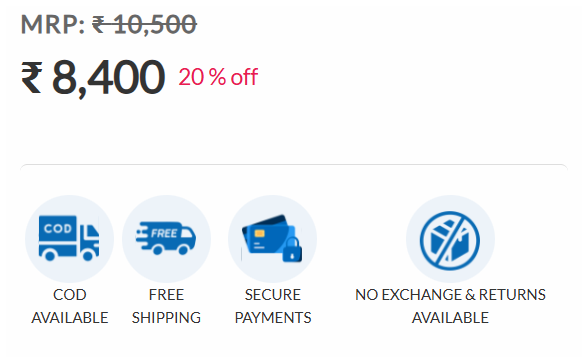 MRP: ₹ 10,500
₹ 8,400 20 % off
COD
FREE
COD
AVAILABLE
FREE
SHIPPING
SECURE
PAYMENTS
NO EXCHANGE & RETURNS
AVAILABLE